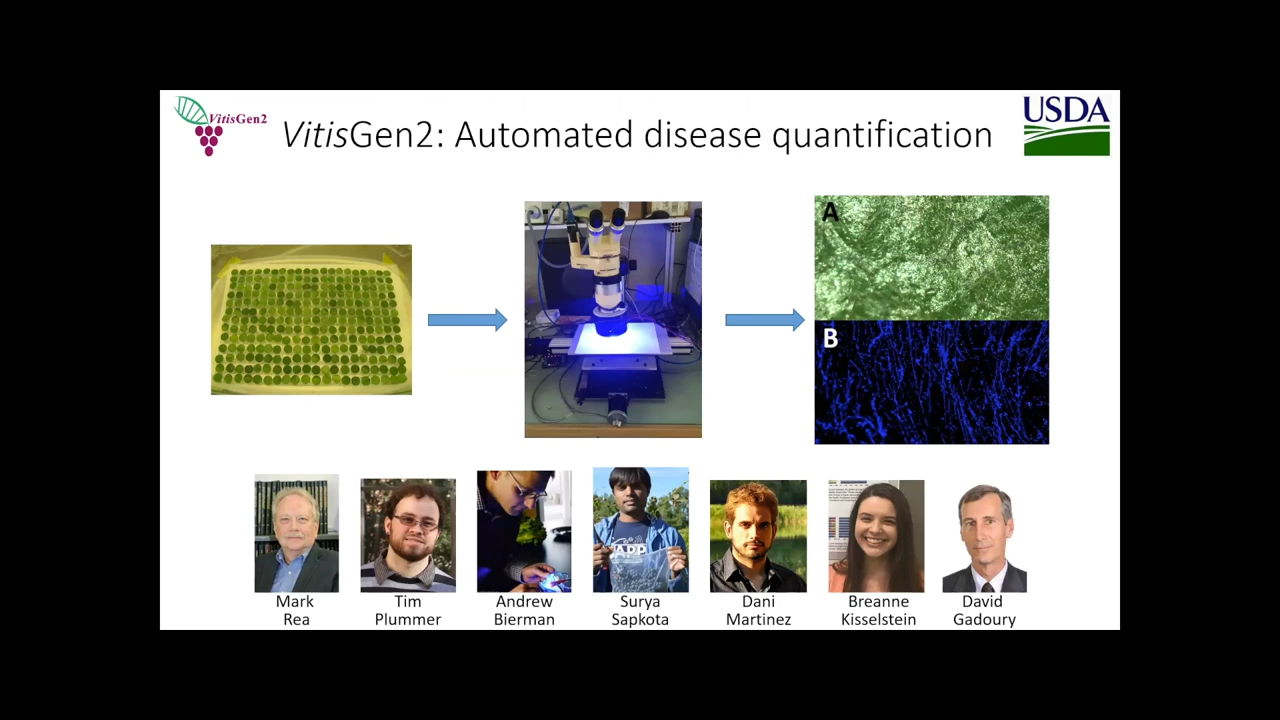 VitisGen2
VitisGen2: Automated disease quantification
USDA
A
B
APP
Mark
Rea
Tim
Plummer
Andrew
Bierman
Surya
Sapkota
Dani
Martinez
Breanne
Kisselstein
David
Gadoury